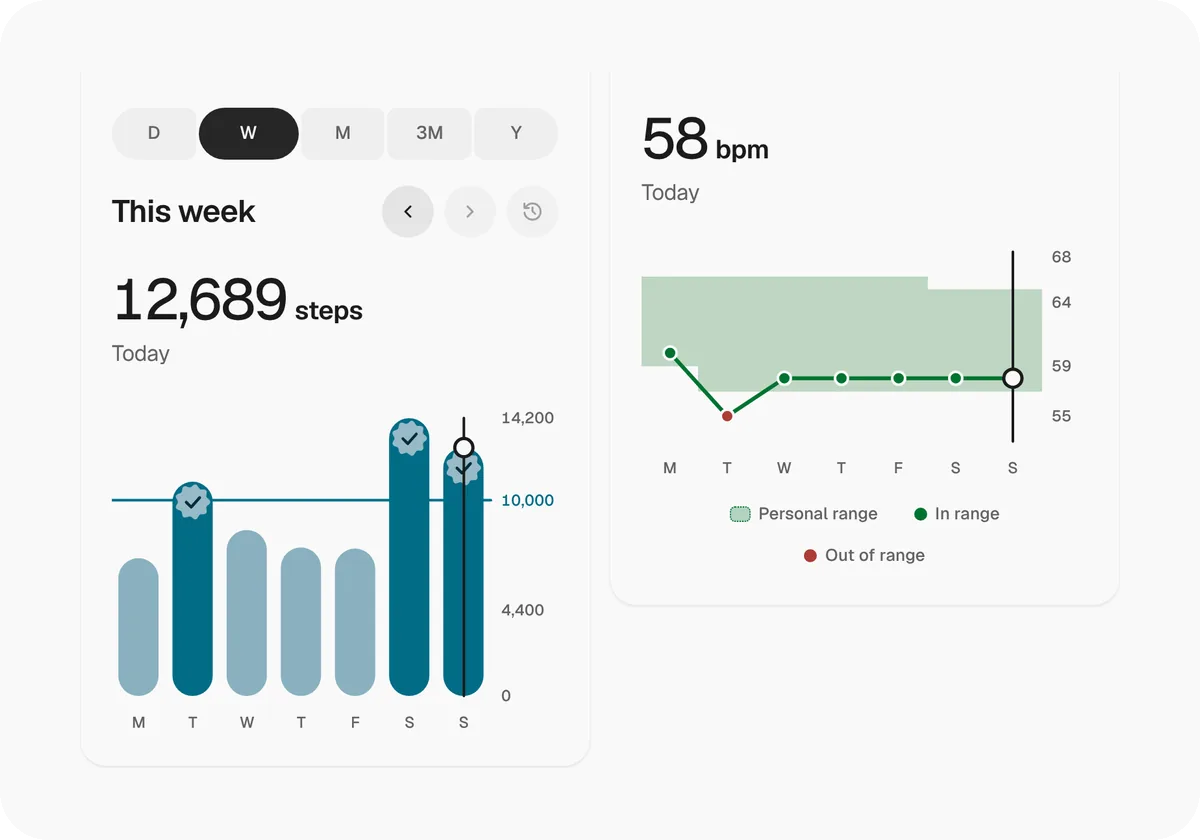 D W M 3M Y
This week
12,689 steps
Today
14,200
10,000
4,400
0
M T W T F S S
58 bpm
Today
68
64
59
55
M T W T F S S
Personal range In range
Out of range